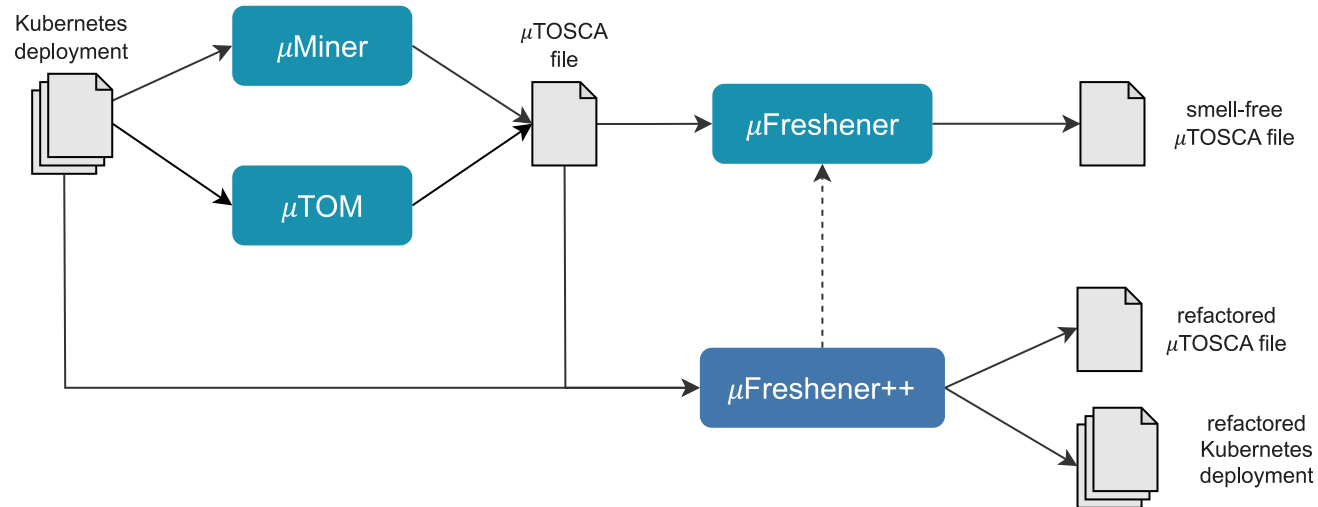 Kubernetes
deployment
μMiner
μTOM
μTOSCA
file
μFreshener
smell-free
μTOSCA file
μFreshener++
refactored
μTOSCA file
refactored
Kubernetes
deployment